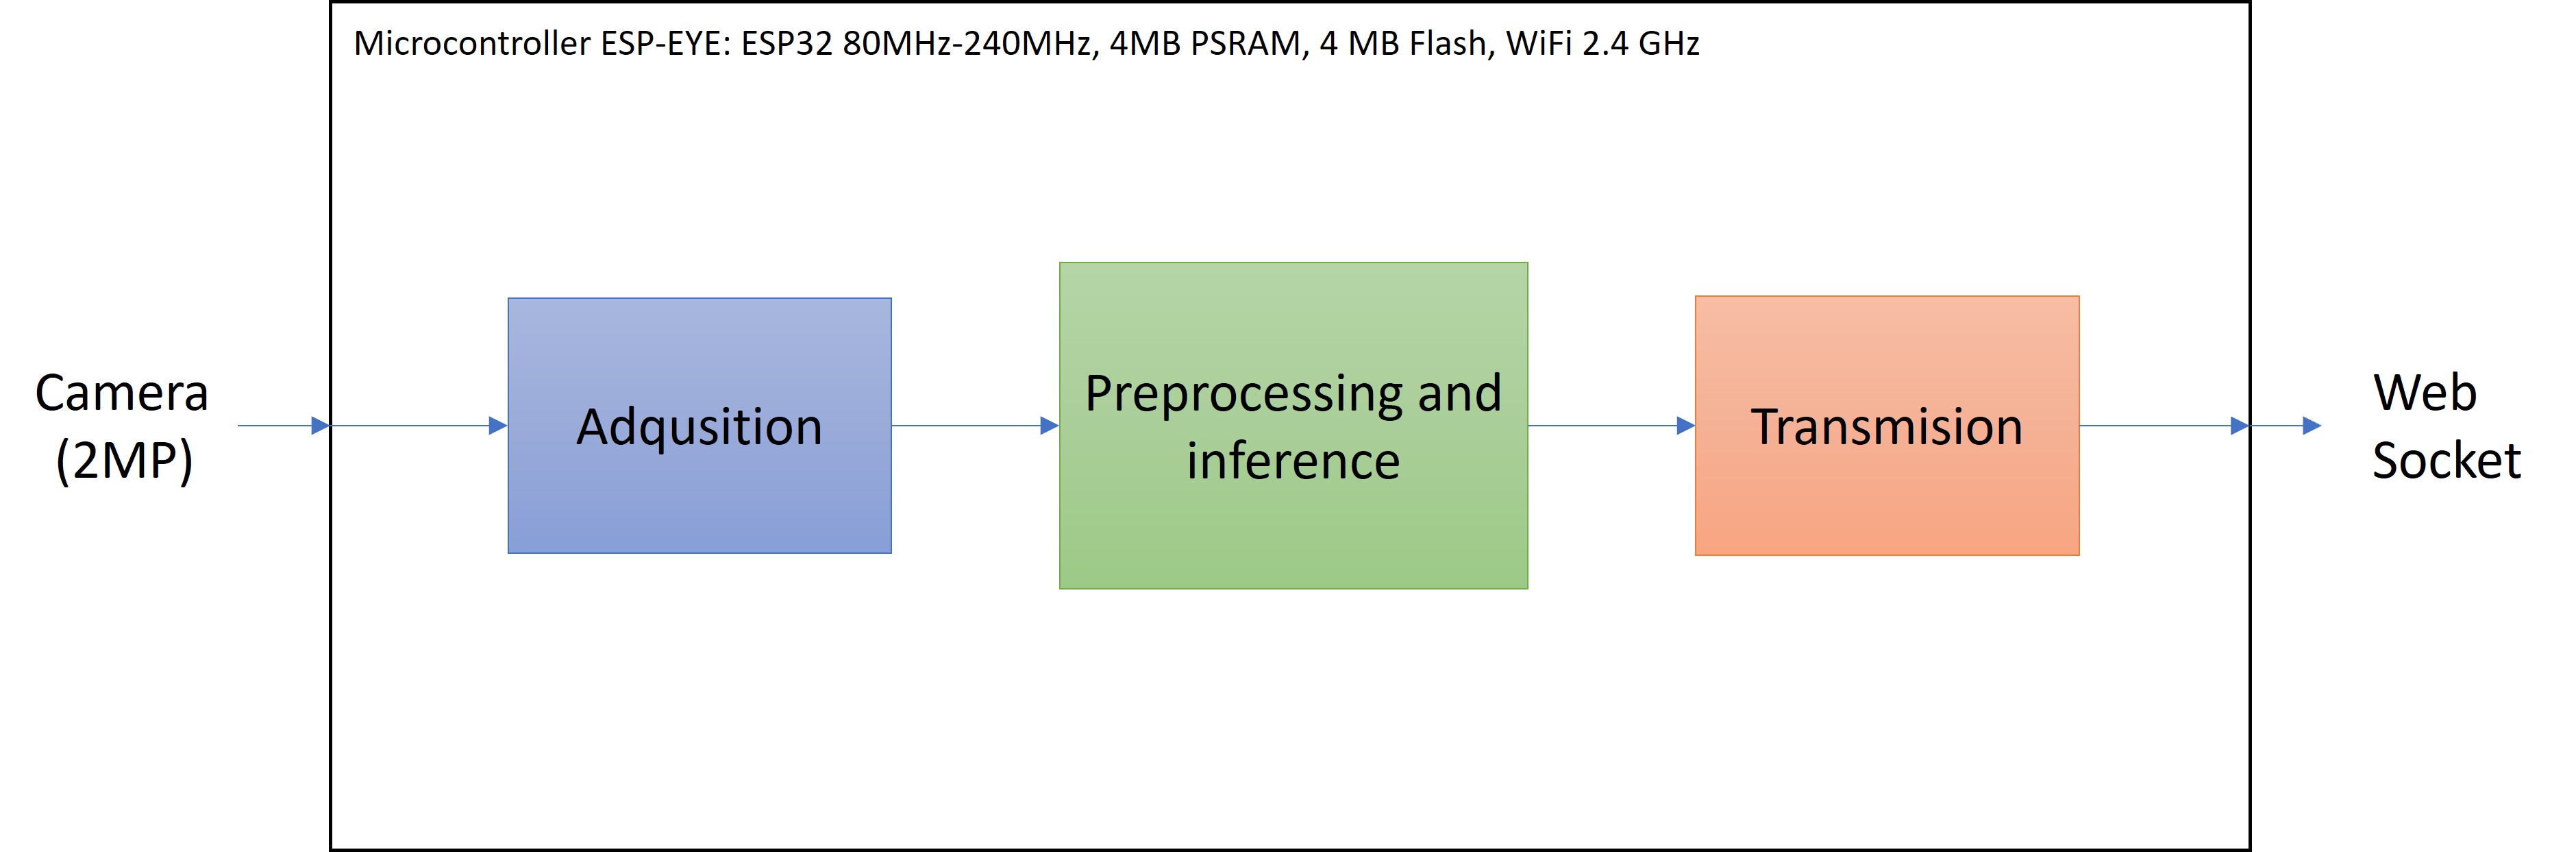 Microcontroller ESP-EYE: ESP32 80MHz-240MHz, 4MB PSRAM, 4 MB Flash, WiFi 2.4 GHz
Camera
(2MP)
Adqusition
Preprocessing and
inference
Transmision
Web
Socket